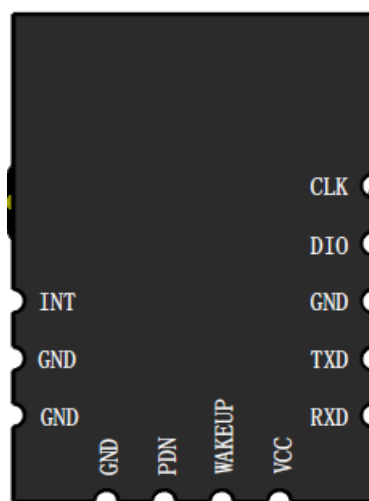 CLK
DIO
INT GND
GND TXD
GND RXD
GND PDN WAKEUP VCC